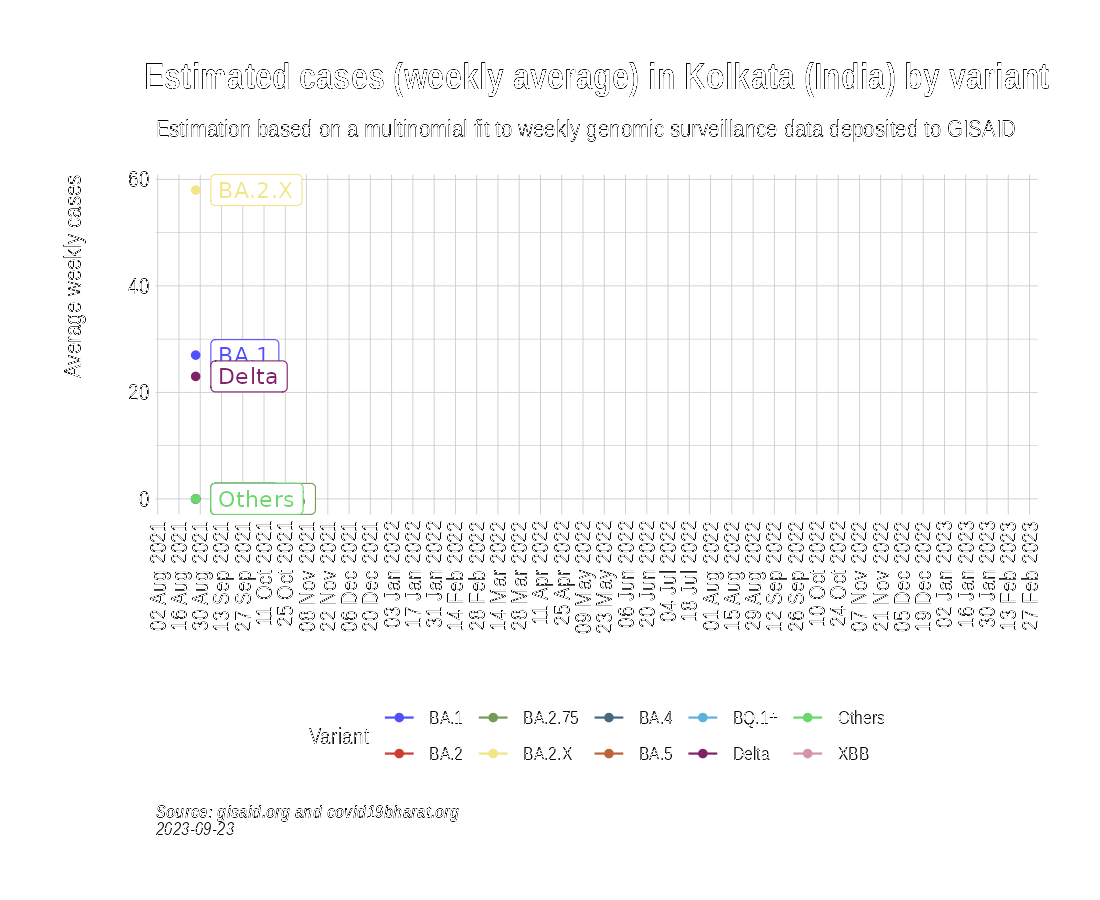 Estimated cases (weekly average) in Kolkata (India) by variant
Estimation based on a multinomial fit to weekly genomic surveillance data deposited to GISAID
Average weekly cases
60
40
20
0
BA.2.X
BA.1
Delta
Others
02 Aug 2021
16 Aug 2021
30 Aug 2021
13 Sep 2021
27 Sep 2021
11 Oct 2021
25 Oct 2021
08 Nov 2021
22 Nov 2021
06 Dec 2021
20 Dec 2021
03 Jan 2022
17 Jan 2022
31 Jan 2022
14 Feb 2022
28 Feb 2022
14 Mar 2022
28 Mar 2022
11 Apr 2022
25 Apr 2022
09 May 2022
23 May 2022
06 Jun 2022
20 Jun 2022
04 Jul 2022
18 Jul 2022
01 Aug 2022
15 Aug 2022
29 Aug 2022
12 Sep 2022
26 Sep 2022
10 Oct 2022
24 Oct 2022
07 Nov 2022
21 Nov 2022
05 Dec 2022
19 Dec 2022
02 Jan 2023
16 Jan 2023
30 Jan 2023
13 Feb 2023
27 Feb 2023
Variant
BA.1 BA.2.75 BA.4 BQ.1+ Others
BA.2 BA.2.X BA.5 Delta XBB
Source: gisaid.org and covid19bharat.org
2023-09-23